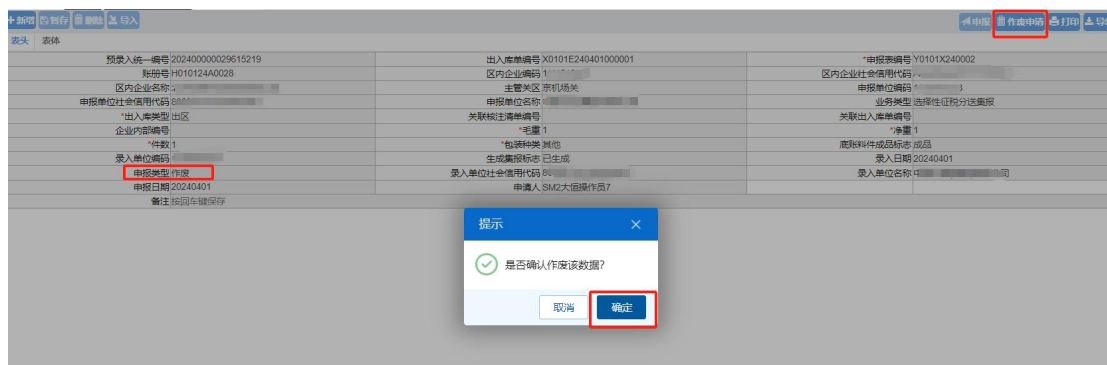 +新增 暂存 删除 导入 申报 作废申请 打印 导
表头 表体
预录入统一编号 202400000029615219 出入库单编号 X0101E240401000001 *申报表编号 Y0101X240002
账册号 H010124A0028 区内企业编码 1 区内企业社会信用代码
区内企业名称 主管关区 京机场关 申报单位编码
申报单位社会信用代码 申报单位名称 业务类型 选择性征税分送集报
*出入库类型 出区 关联核注清单编号 关联出入库单编号
企业内部编号 *毛重 1 *净重 1
*件数 1 *包装种类 其他 底账料件成品标志 成品
录入单位编码 生成集报标志 已生成 录入日期 20240401
申报类型 作废 录入单位社会信用代码 录入单位名称 司
申报日期 20240401 申请人 SM2大恒操作员7
备注 按回车键保存
提示
是否确认作废该数据?
取消 确定